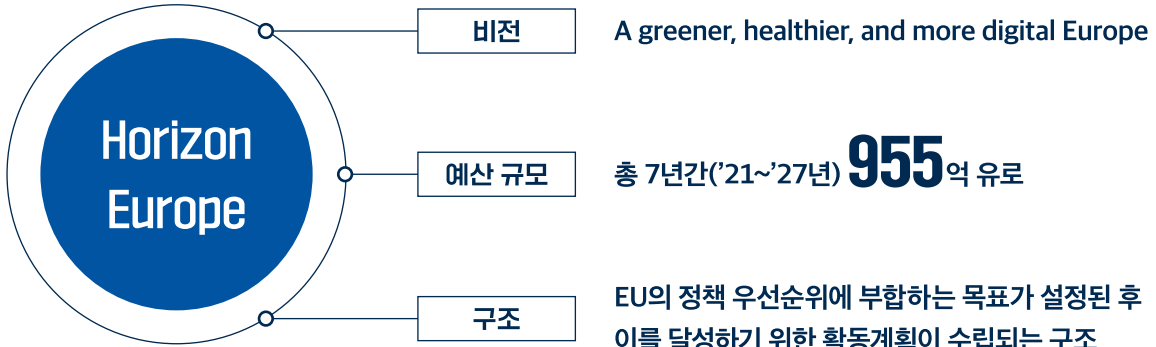 Horizon
Europe
비전
A greener, healthier, and more digital Europe
예산 규모
총 7년간(’21~’27년) 955억 유로
구조
EU의 정책 우선순위에 부합하는 목표가 설정된 후
이를 달성하기 위한 활동계획이 수립되는 구조